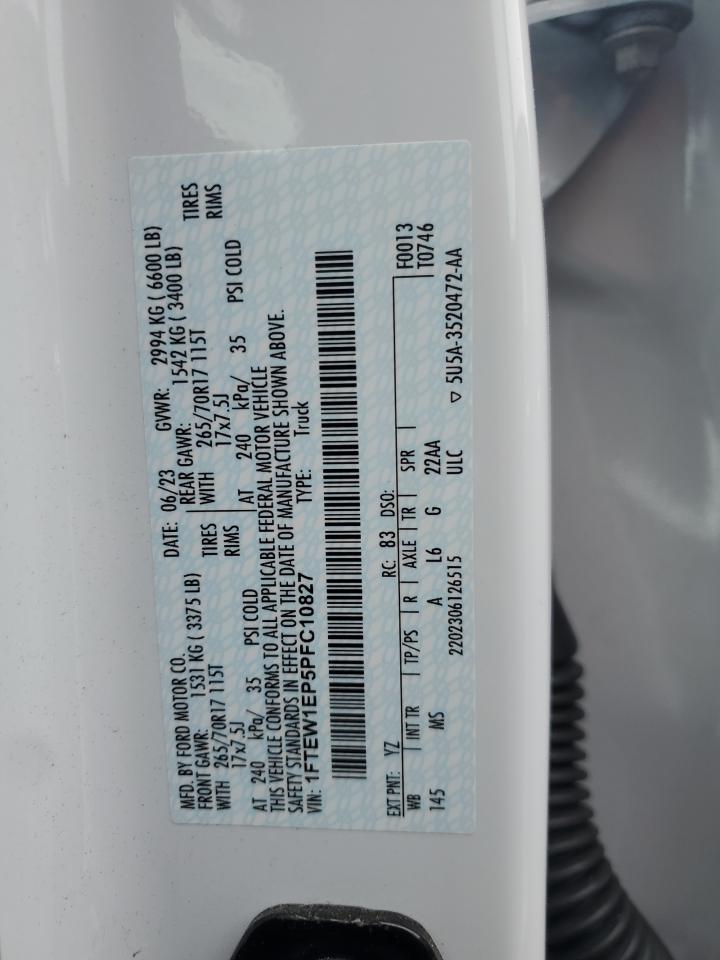 MFD. BY FORD MOTOR CO. DATE: 06/23 GVWR: 2994 KG ( 6600 LB)
FRONT GAWR: 1531 KG ( 3375 LB) REAR GAWR: 1542 KG ( 3400 LB)
WITH 265/70R17 115T TIRES WITH 265/70R17 115T TIRES
17x7.5J RIMS 17x7.5J RIMS
AT 240 kPa/ 35 PSI COLD AT 240 kPa/ 35 PSI COLD
THIS VEHICLE CONFORMS TO ALL APPLICABLE FEDERAL MOTOR VEHICLE
SAFETY STANDARDS IN EFFECT ON THE DATE OF MANUFACTURE SHOWN ABOVE.
VIN: 1FTEW1EP5PFC10827 TYPE: Truck
EXT PNT: YZ RC: 83 DSO: F0013
WB INT TR TP/PS R AXLE TR SPR T0746
145 MS A L6 G 22AA
2202306126515 ULC 5U5A-3520472-AA